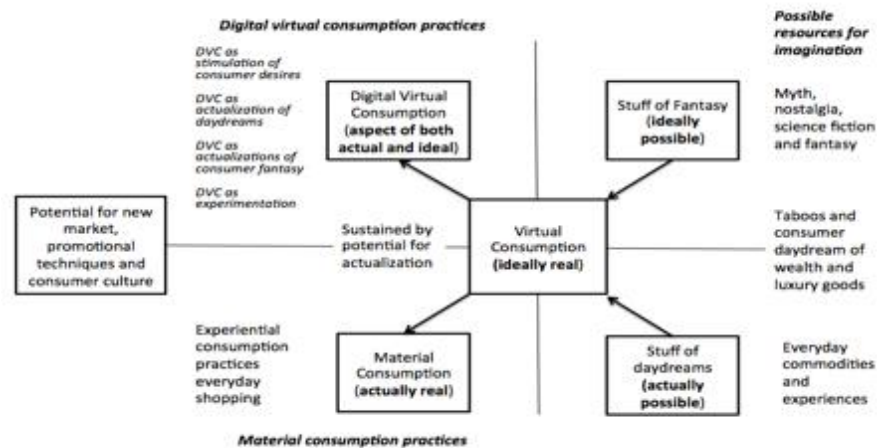 Digital virtual consumption practices
Possible
resources for
imagination
DVC as
stimulation of
consumer desires
DVC as
actualization of
daydreams
DVC as
actualizations of
consumer fantasy
DVC as
experimentation
Digital Virtual
Consumption
(aspect of both
actual and ideal)
Stuff of Fantasy
(ideally
possible)
Myth,
nostalgia,
science fiction
and fantasy
Potential for new
market,
promotional
techniques and
consumer culture
Sustained by
potential for
actualization
Virtual
Consumption
(ideally real)
Taboos and
consumer
daydream of
wealth and
luxury goods
Experiential
consumption
practices
everyday
shopping
Material
Consumption
(actually real)
Stuff of
daydreams
(actually
possible)
Everyday
commodities
and
experiences
Material consumption practices